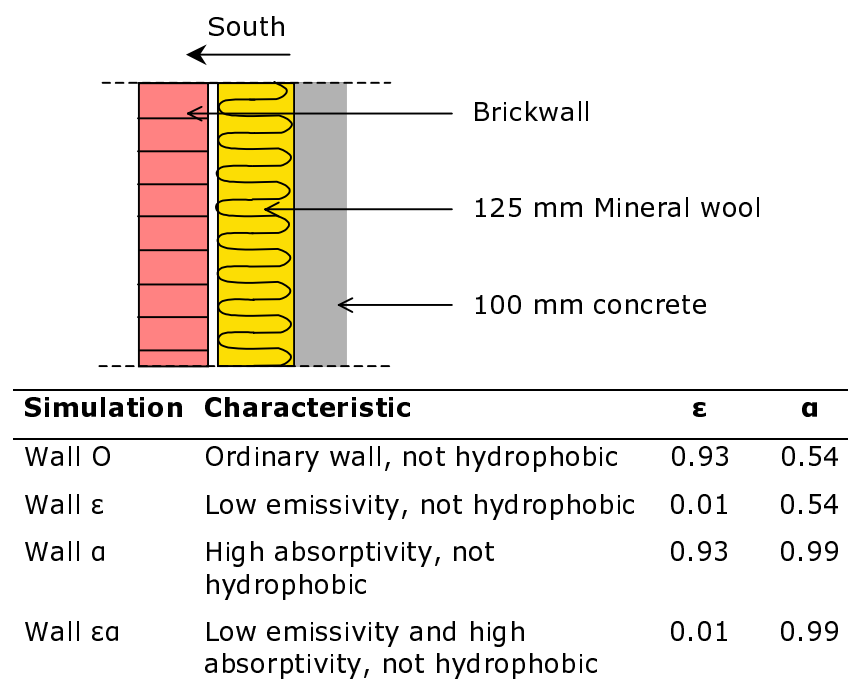 South
Brickwall
125 mm Mineral wool
100 mm concrete
Simulation Characteristic ε α
Wall O Ordinary wall, not hydrophobic 0.93 0.54
Wall ε Low emissivity, not hydrophobic 0.01 0.54
Wall α High absorptivity, not 0.93 0.99
hydrophobic
Wall εα Low emissivity and high 0.01 0.99
absorptivity, not hydrophobic